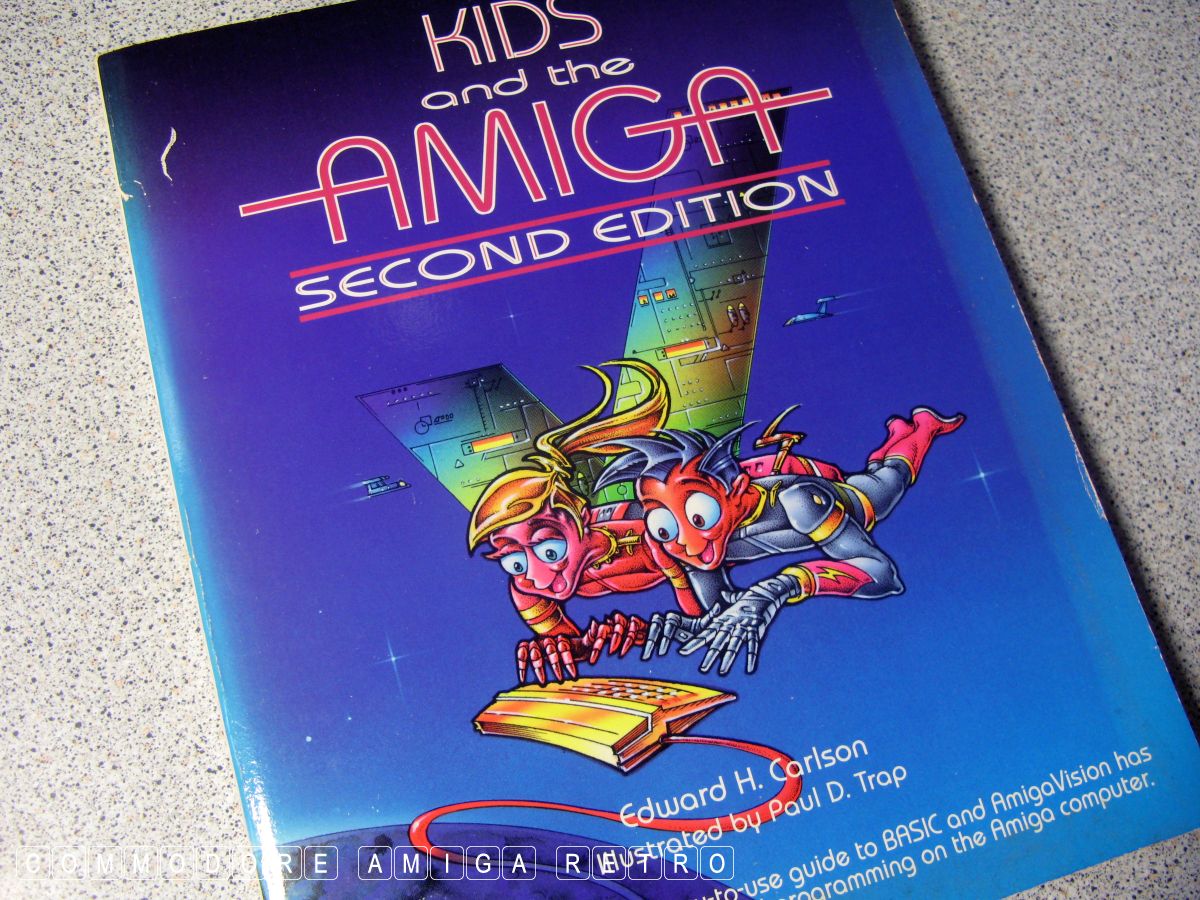 KIDS
and the
AMIGA
SECOND EDITION
Edward H. Carlson
Illustrated by Paul D. Trap
-to-use guide to BASIC and AmigaVision has
programming on the Amiga computer.
COMMODORE AMIGA RETRO